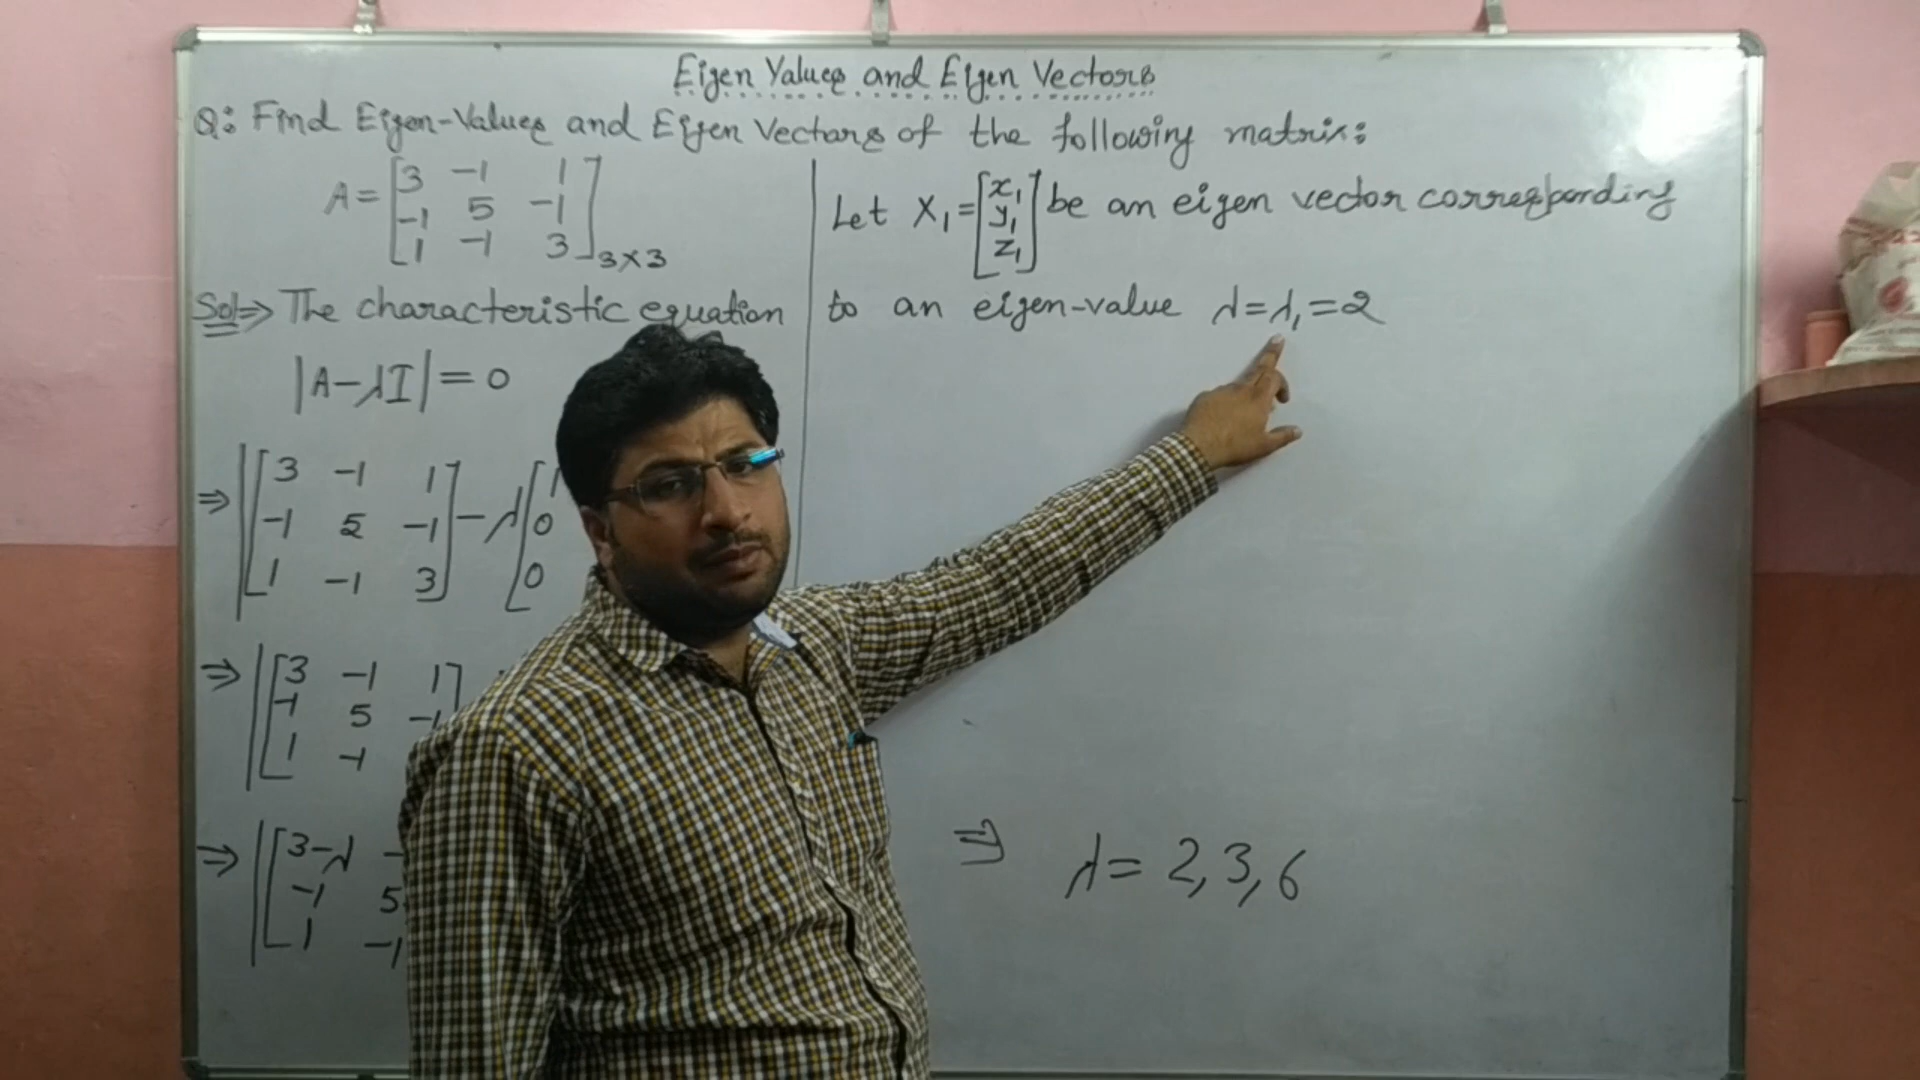 Eigen Values and Eigen Vectors
Q: Find Eigen-Values and Eigen Vectors of the following matrix:
A = [3 -1 1
-1 5 -1
1 -1 3]3×3
Sol ⇒ The characteristic equation
|A-λI| = 0
⇒ |[3 -1 1
-1 5 -1
1 -1 3] - λ[1
0
0
⇒ |[3 -1 1]
-1 5 -1
1 -1
⇒ |[3-λ -
-1 5
1 -1
Let X1 = [x1
y1
z1] be an eigen vector corresponding
to an eigen-value λ = λ1 = 2
⇒ λ = 2, 3, 6